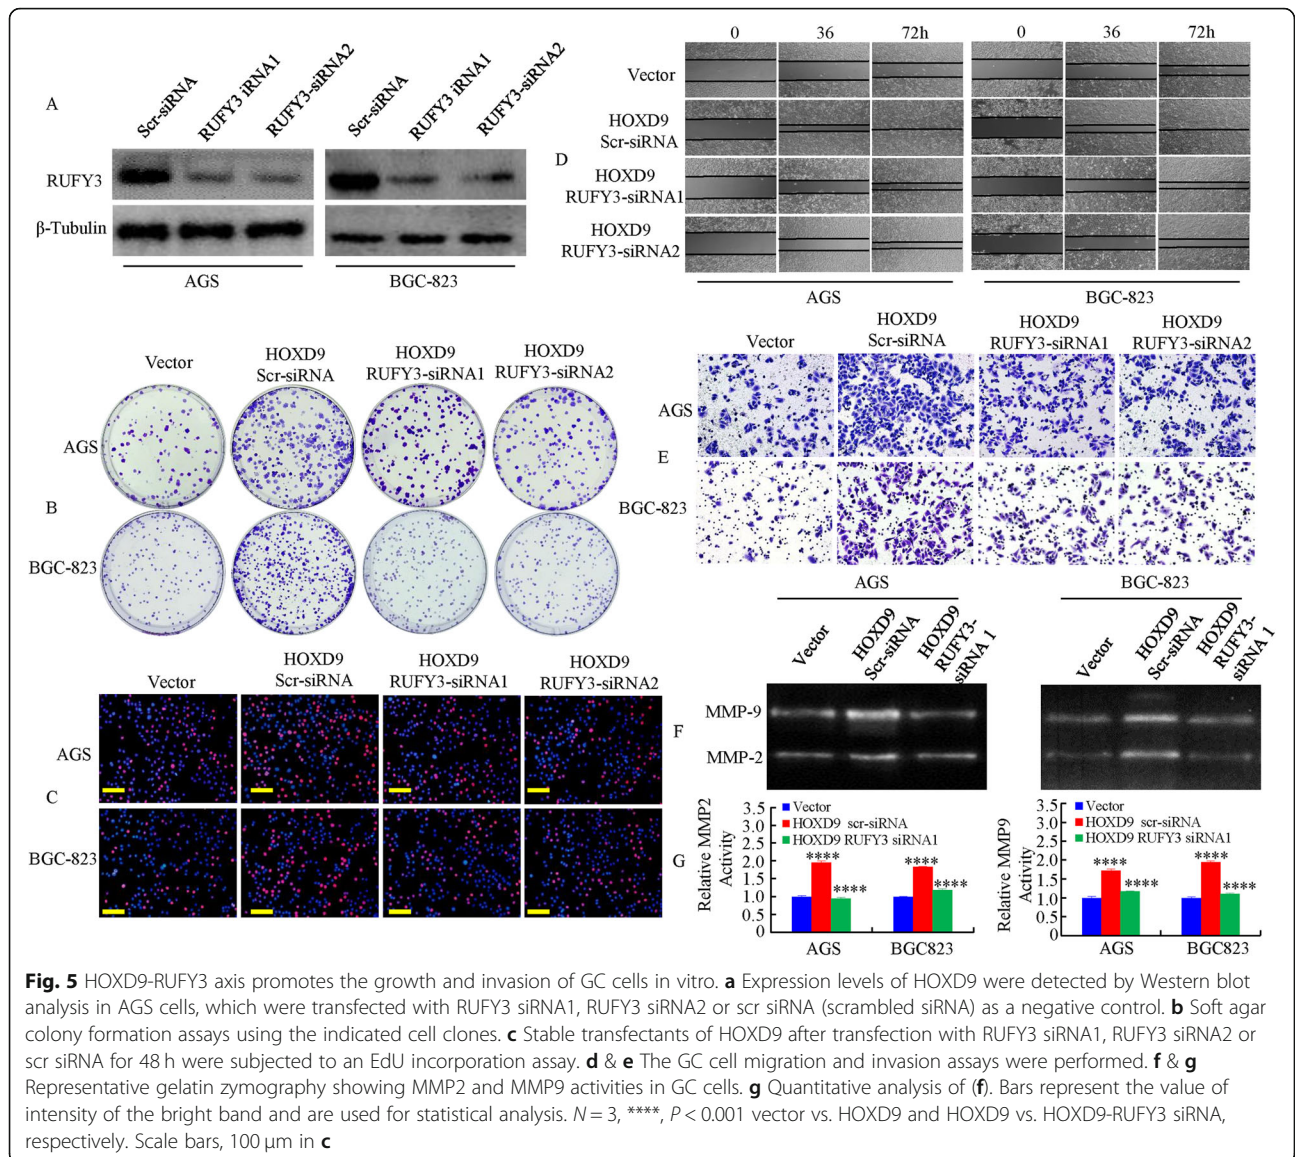 A
Scr-siRNA
RUFY3 iRNA1
RUFY3-siRNA2
Scr-siRNA
RUFY3 iRNA1
RUFY3-siRNA2
RUFY3
β-Tubulin
AGS
BGC-823
0
36
72h
0
36
72h
Vector
HOXD9
Scr-siRNA
D
HOXD9
RUFY3-siRNA1
HOXD9
RUFY3-siRNA2
AGS
BGC-823
Vector
HOXD9
Scr-siRNA
HOXD9
RUFY3-siRNA1
HOXD9
RUFY3-siRNA2
AGS
B
BGC-823
Vector
HOXD9
Scr-siRNA
HOXD9
RUFY3-siRNA1
HOXD9
RUFY3-siRNA2
AGS
E
BGC-823
Vector
HOXD9
Scr-siRNA
HOXD9
RUFY3-siRNA1
HOXD9
RUFY3-siRNA2
AGS
C
BGC-823
AGS
BGC-823
Vector
HOXD9
Scr-siRNA
HOXD9
RUFY3-
siRNA 1
Vector
HOXD9
Scr-siRNA
HOXD9
RUFY3-
siRNA 1
MMP-9
F
MMP-2
G
Relative MMP2
Activity
3.5
3.0
2.5
2.0
1.5
1.0
0.5
0
Vector
HOXD9 scr-siRNA
HOXD9 RUFY3 siRNA1
****
****
****
****
AGS
BGC823
Relative MMP9
Activity
3.5
3.0
2.5
2.0
1.5
1.0
0.5
0
Vector
HOXD9 scr-siRNA
HOXD9 RUFY3 siRNA1
****
****
****
****
AGS
BGC823
Fig. 5 HOXD9-RUFY3 axis promotes the growth and invasion of GC cells in vitro. a Expression levels of HOXD9 were detected by Western blot
analysis in AGS cells, which were transfected with RUFY3 siRNA1, RUFY3 siRNA2 or scr siRNA (scrambled siRNA) as a negative control. b Soft agar
colony formation assays using the indicated cell clones. c Stable transfectants of HOXD9 after transfection with RUFY3 siRNA1, RUFY3 siRNA2 or
scr siRNA for 48 h were subjected to an EdU incorporation assay. d & e The GC cell migration and invasion assays were performed. f & g
Representative gelatin zymography showing MMP2 and MMP9 activities in GC cells. g Quantitative analysis of (f). Bars represent the value of
intensity of the bright band and are used for statistical analysis. N = 3, ****, P < 0.001 vector vs. HOXD9 and HOXD9 vs. HOXD9-RUFY3 siRNA,
respectively. Scale bars, 100 μm in c